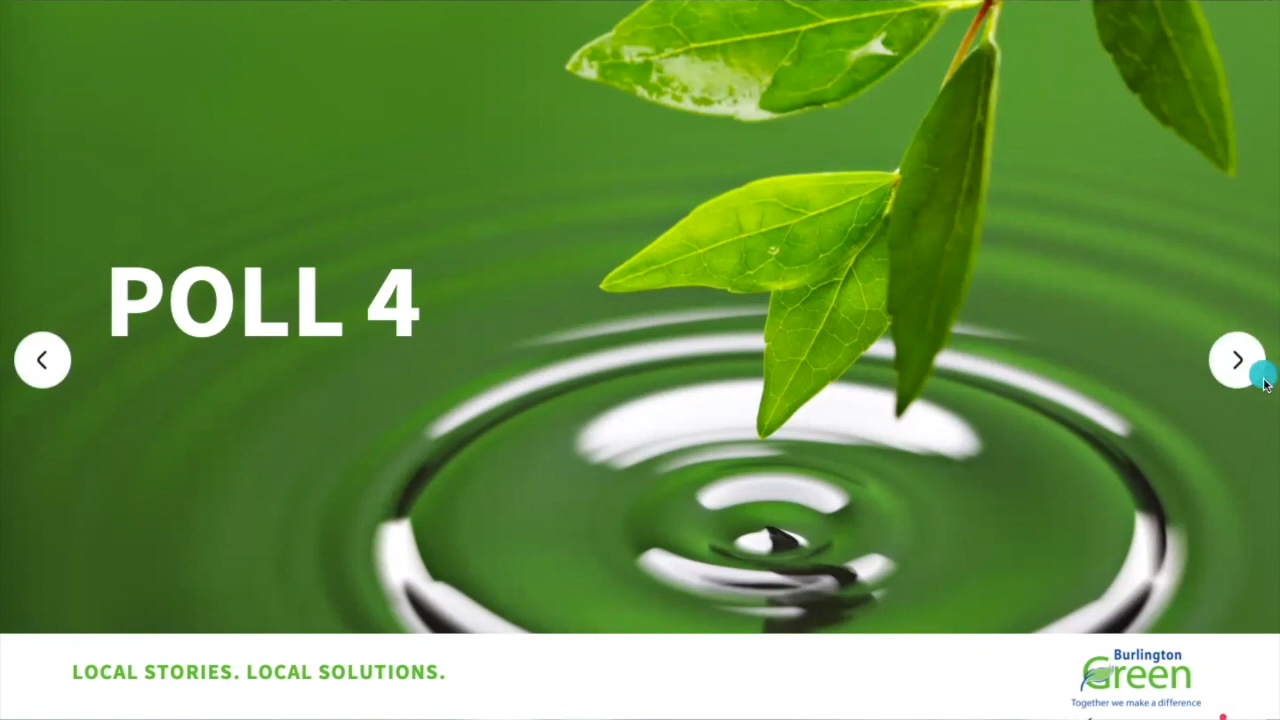 POLL 4
LOCAL STORIES. LOCAL SOLUTIONS.
Burlington
Green
Together we make a difference